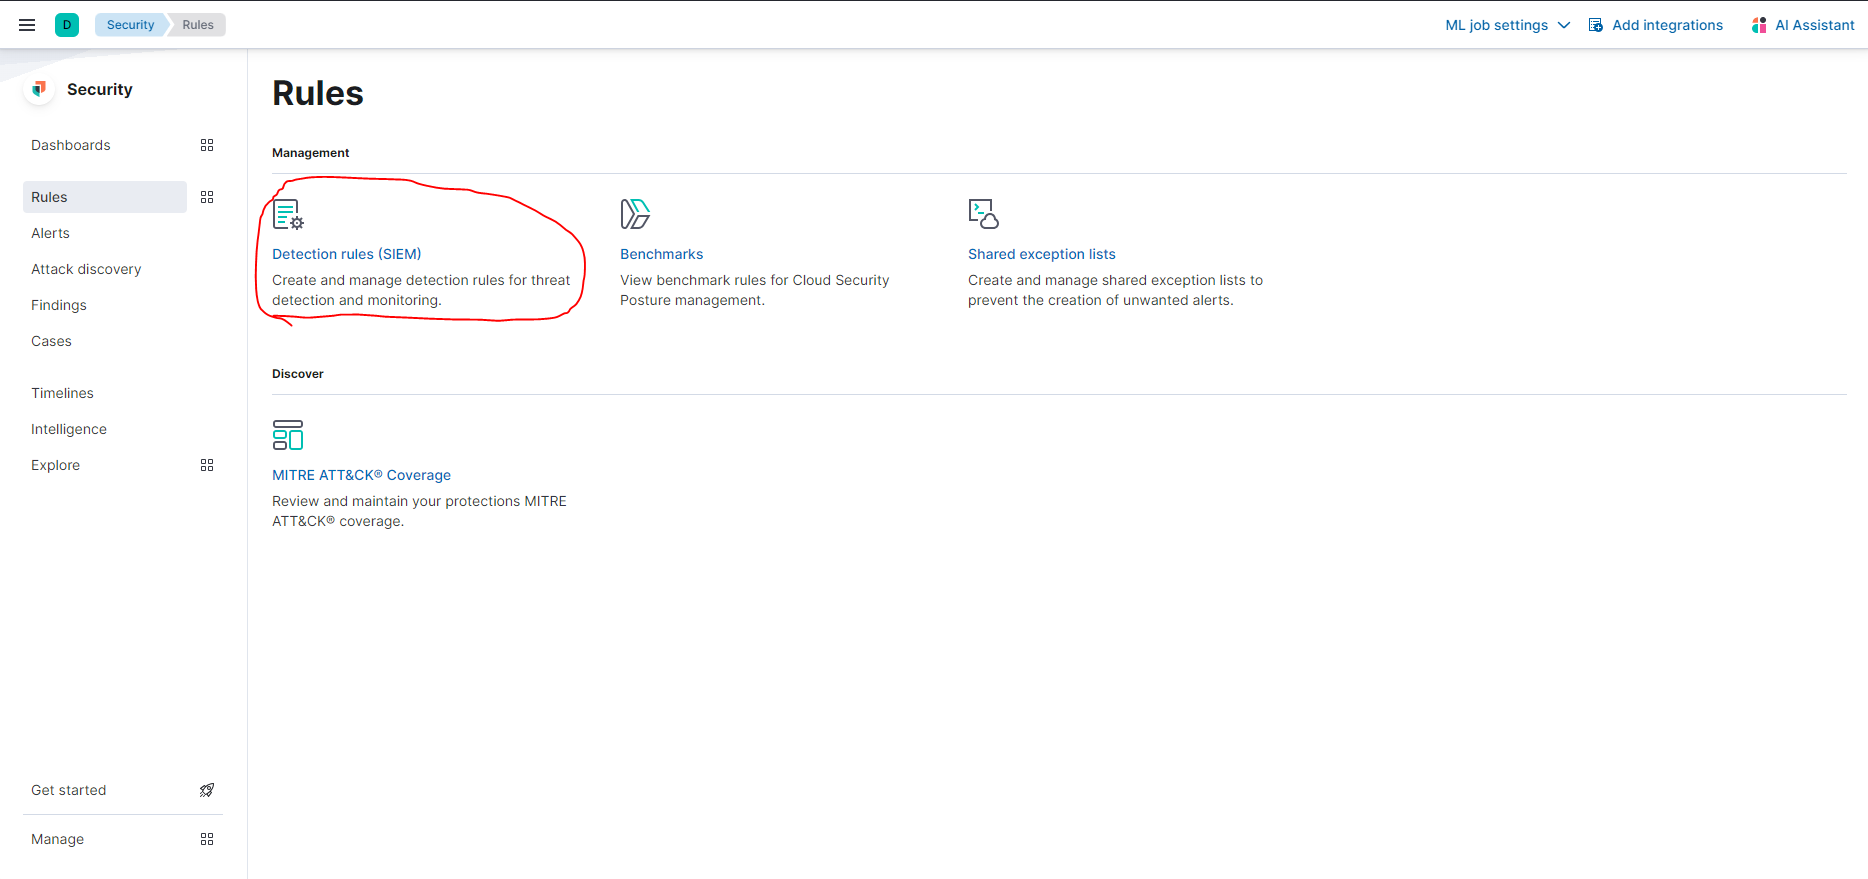 D Security Rules ML job settings Add integrations AI Assistant
Security
Dashboards
Rules
Alerts
Attack discovery
Findings
Cases
Timelines
Intelligence
Explore
Get started
Manage
Rules
Management
Detection rules (SIEM)
Create and manage detection rules for threat
detection and monitoring.
Benchmarks
View benchmark rules for Cloud Security
Posture management.
Shared exception lists
Create and manage shared exception lists to
prevent the creation of unwanted alerts.
Discover
MITRE ATT&CK® Coverage
Review and maintain your protections MITRE
ATT&CK® coverage.